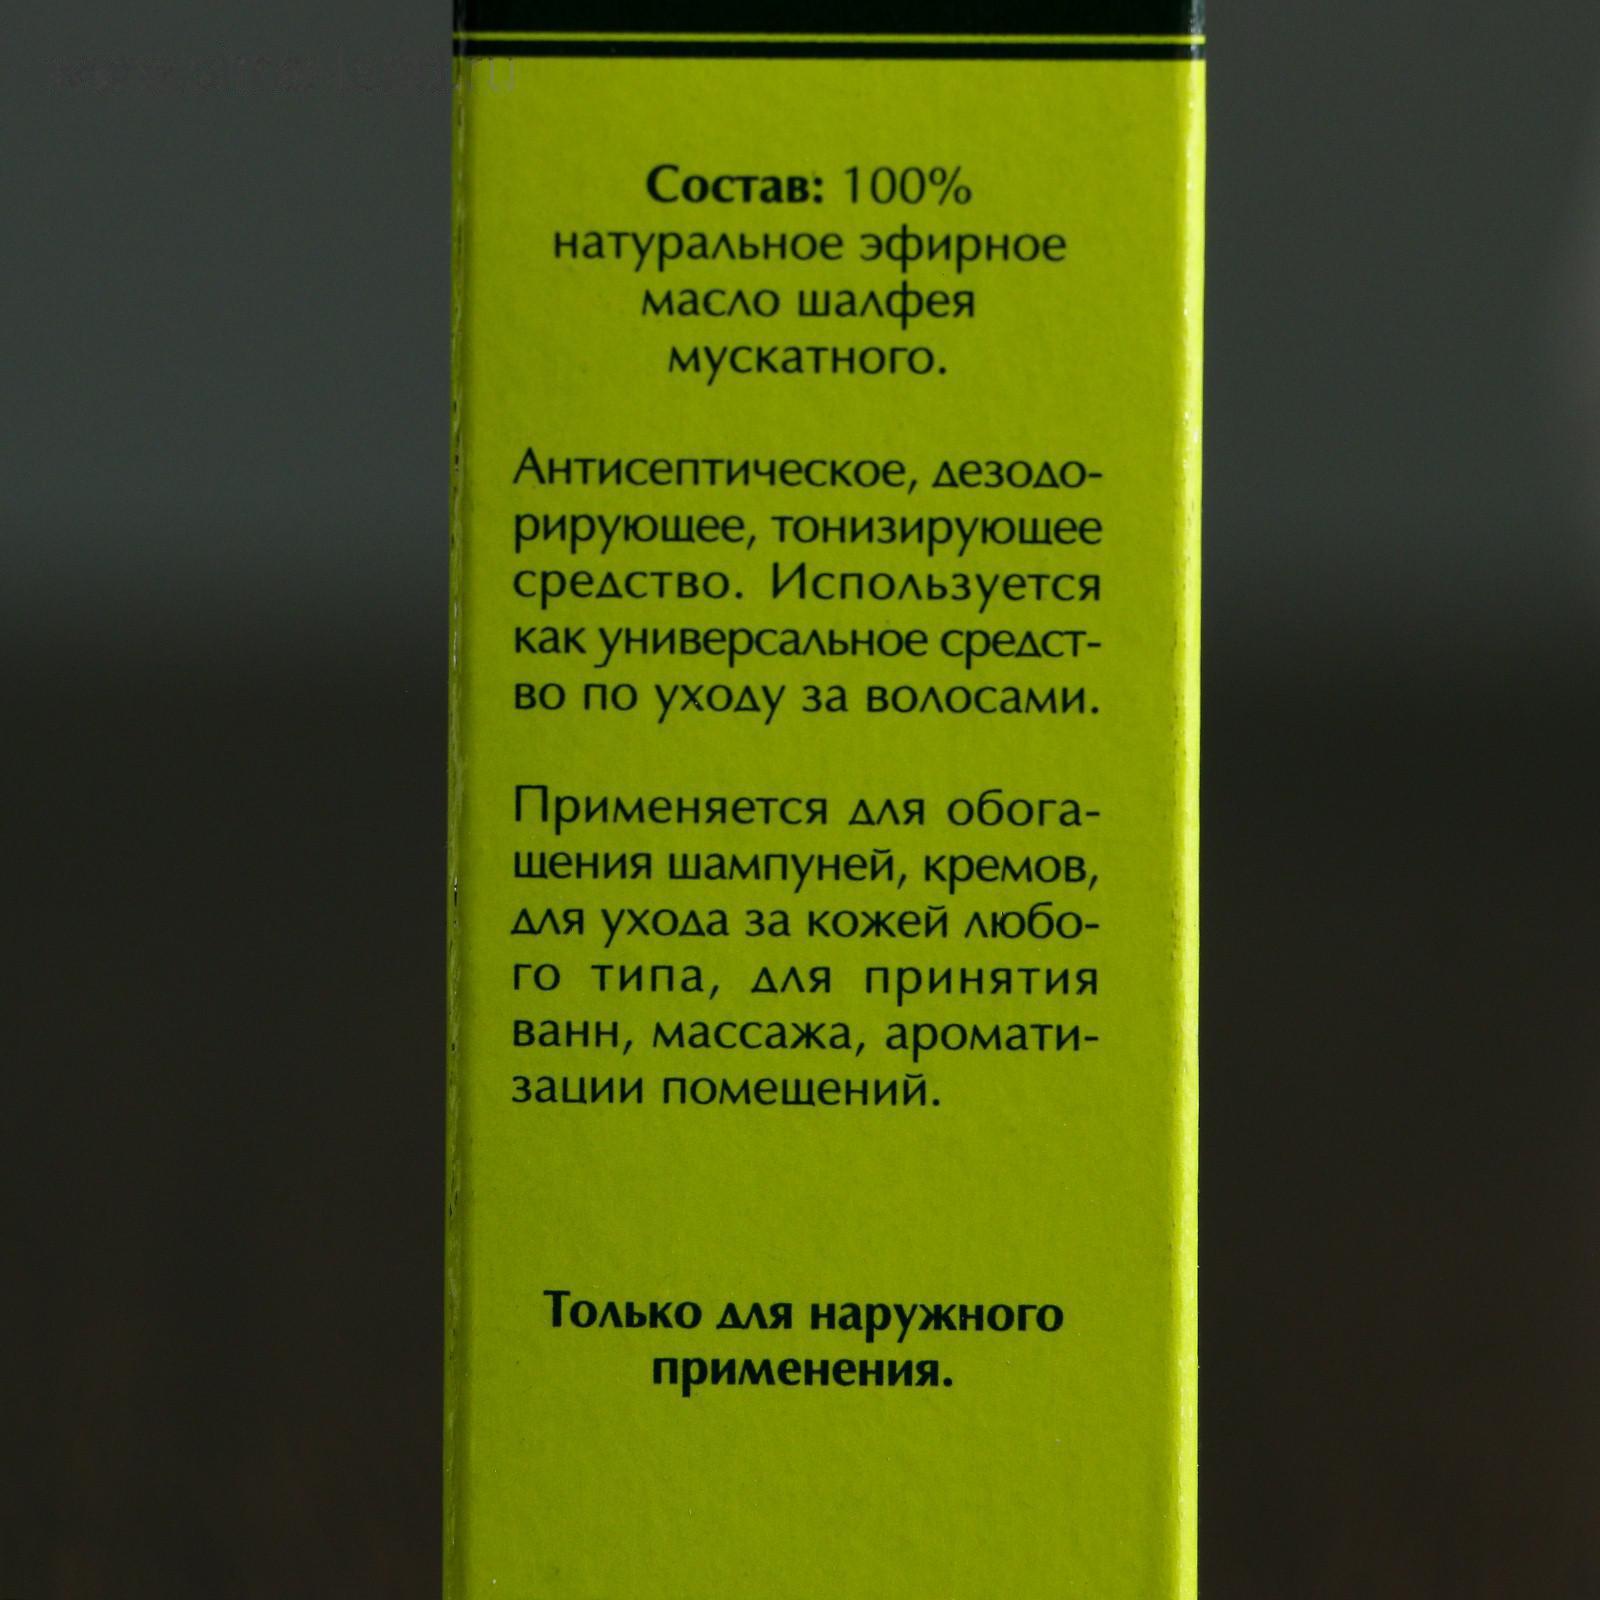 Состав: 100%
натуральное эфирное
масло шалфея
мускатного.
Антисептическое, дезодо-
рирующее, тонизирующее
средство. Используется
как универсальное средст-
во по уходу за волосами.
Применяется для обога-
щения шампуней, кремов,
для ухода за кожей любо-
го типа, для принятия
ванн, массажа, аромати-
зации помещений.
Только для наружного
применения.